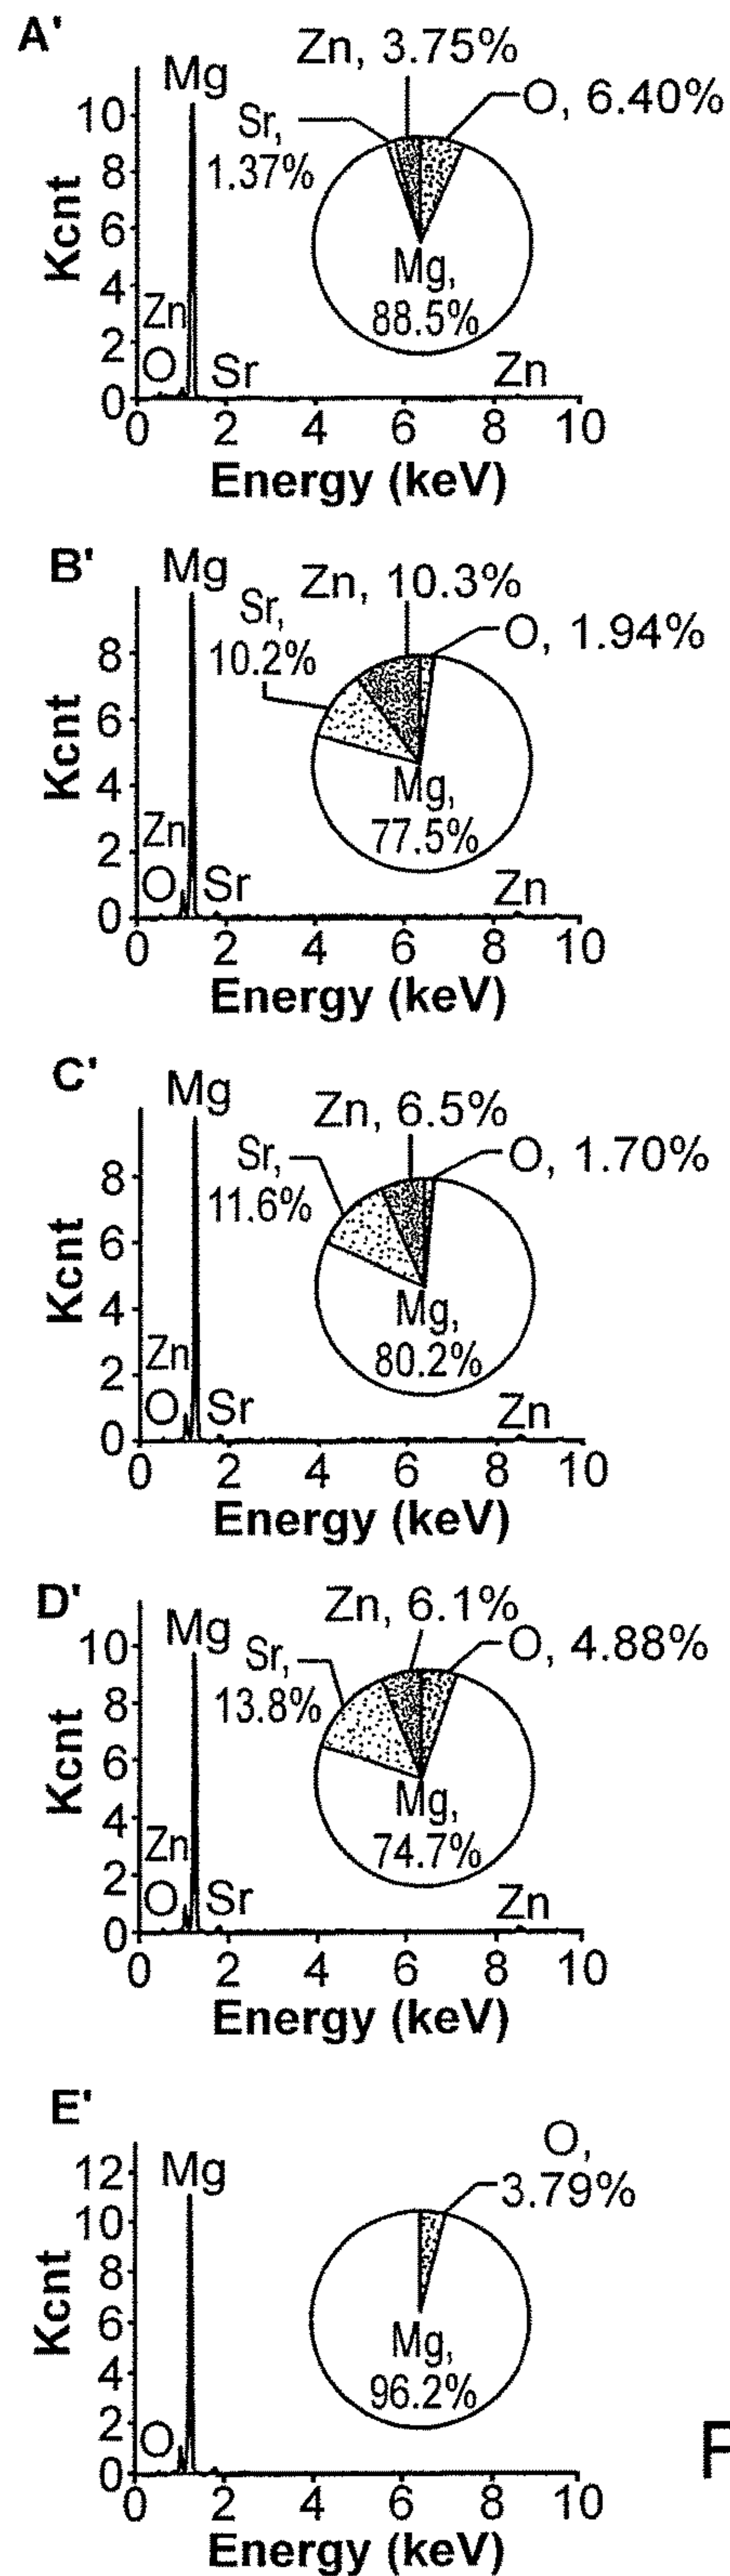 A'
Zn, 3.75%
Mg
O, 6.40%
Sr,
1.37%
10
8
6
4
2
0
Kcnt
Mg,
88.5%
Zn
O
Sr
Zn
0 2 4 6 8 10
Energy (keV)
B'
Mg
Zn, 10.3%
Sr,
10.2%
O, 1.94%
8
6
4
2
0
Kcnt
Mg,
77.5%
Zn
O
Sr
Zn
0 2 4 6 8 10
Energy (keV)
C'
Mg
Zn, 6.5%
Sr,
11.6%
O, 1.70%
8
6
4
2
0
Kcnt
Mg,
80.2%
Zn
O
Sr
Zn
0 2 4 6 8 10
Energy (keV)
D'
Zn, 6.1%
Mg
O, 4.88%
Sr,
13.8%
10
8
6
4
2
0
Kcnt
Mg,
74.7%
Zn
O
Sr
Zn
0 2 4 6 8 10
Energy (keV)
E'
O,
3.79%
Mg
12
10
8
6
4
2
0
Kcnt
Mg,
96.2%
O
0 2 4 6 8 10
Energy (keV)